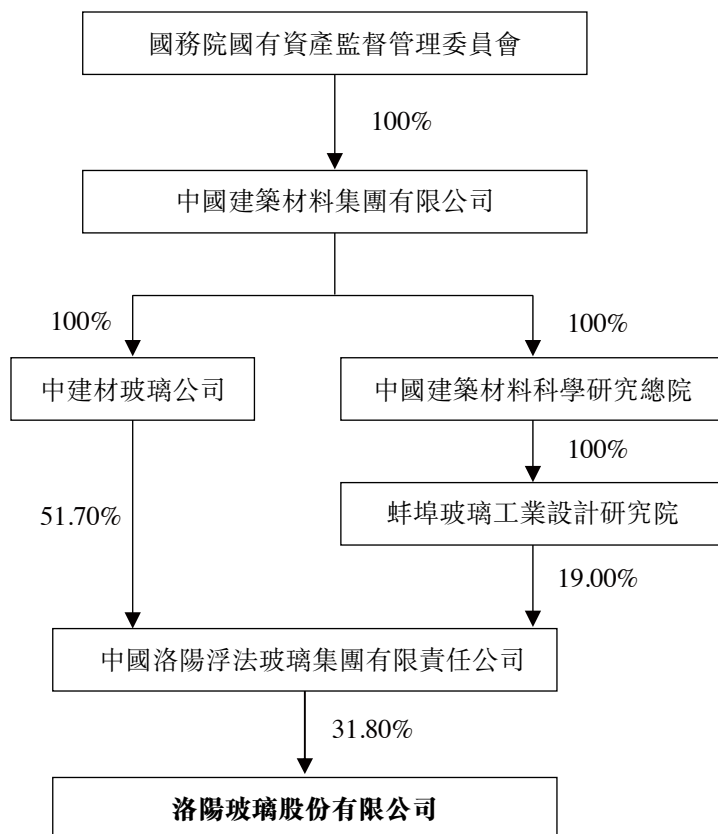 國務院國有資產監督管理委員會
100%
中國建築材料集團有限公司
100%
100%
中建材玻璃公司
中國建築材料科學研究總院
100%
51.70%
蚌埠玻璃工業設計研究院
19.00%
中國洛陽浮法玻璃集團有限責任公司
31.80%
洛陽玻璃股份有限公司